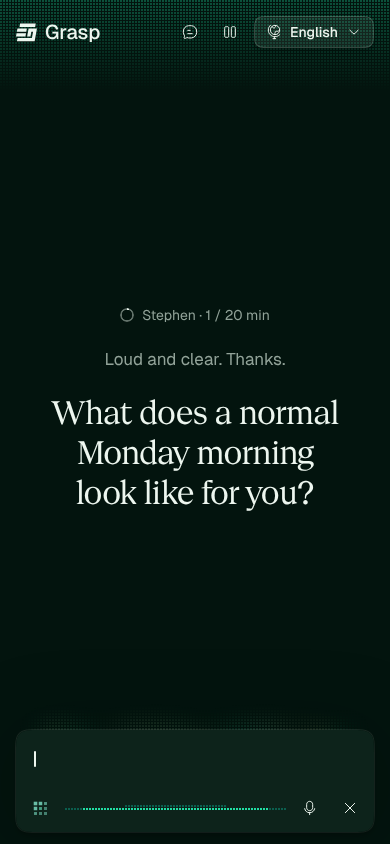 Grasp
English
Stephen · 1 / 20 min
Loud and clear. Thanks.
What does a normal
Monday morning
look like for you?